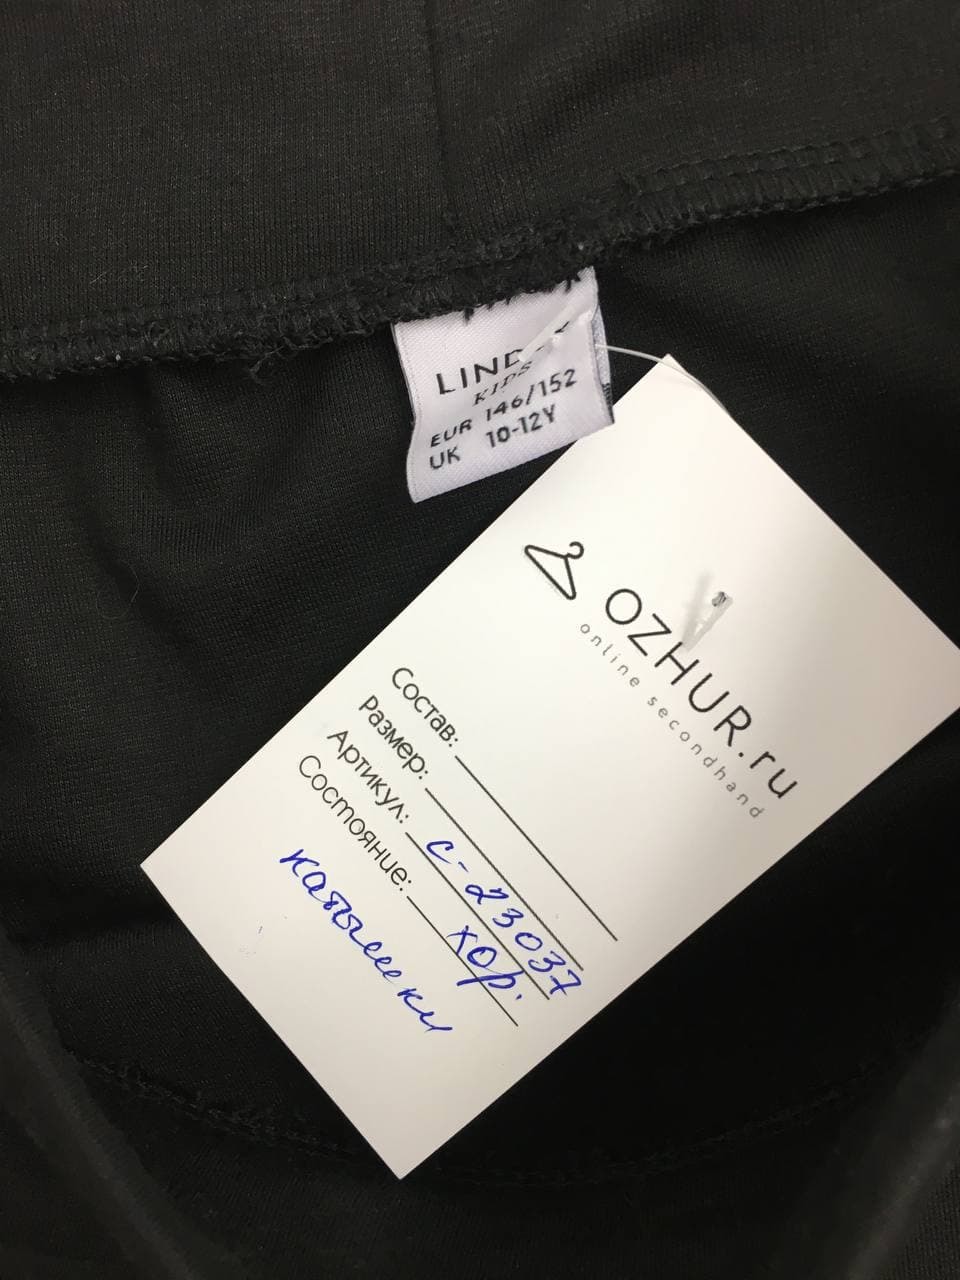 LINDEX
KIDS
EUR 146/152
UK 10-12Y
OZHUR.ru
online secondhand
Состав:
Размер:
Артикул: с-23037
Состояние: хор.
катышки